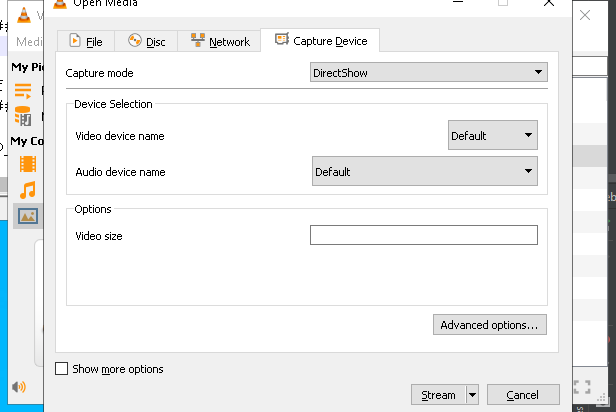 Open Media
Medi
File
Disc
Network
Capture Device
My Pi
Capture mode
DirectShow
Device Selection
Video device name
Default
My Co
Audio device name
Default
Options
Video size
Advanced options...
Show more options
Stream
Cancel